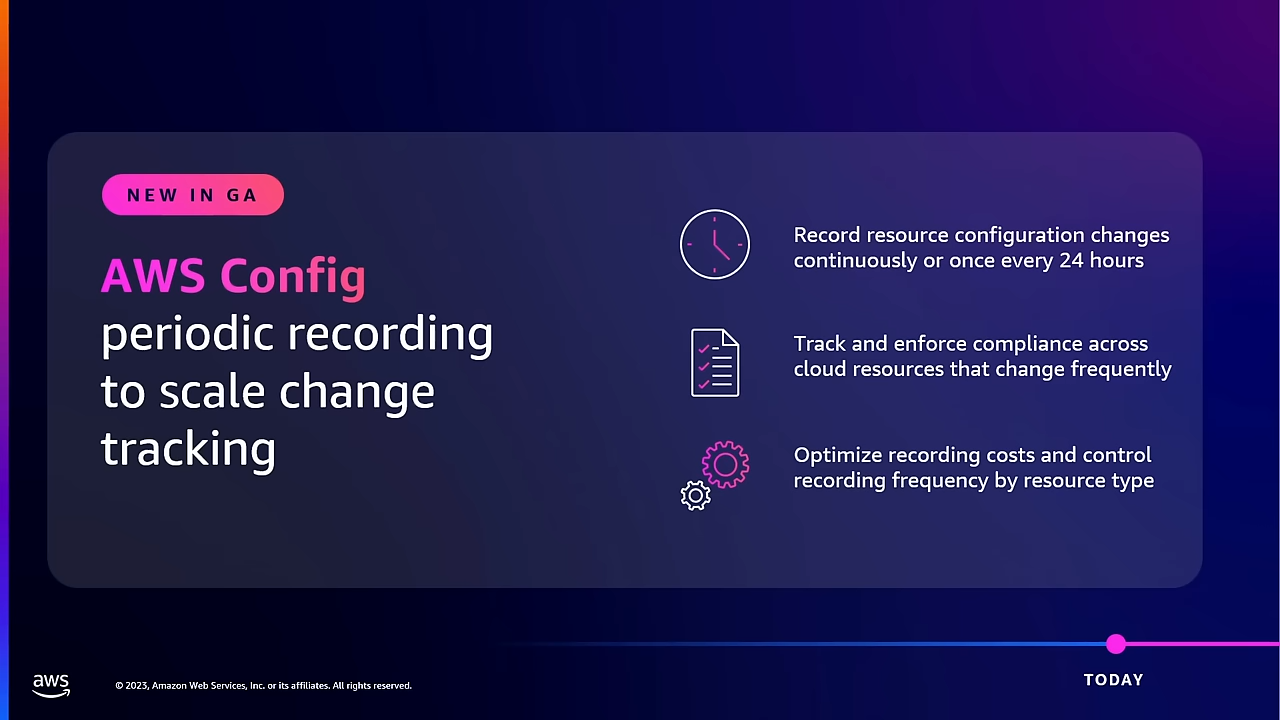 NEW IN GA
AWS Config
periodic recording
to scale change
tracking
Record resource configuration changes
continuously or once every 24 hours
Track and enforce compliance across
cloud resources that change frequently
Optimize recording costs and control
recording frequency by resource type
TODAY
aws
© 2023, Amazon Web Services, Inc. or its affiliates. All rights reserved.